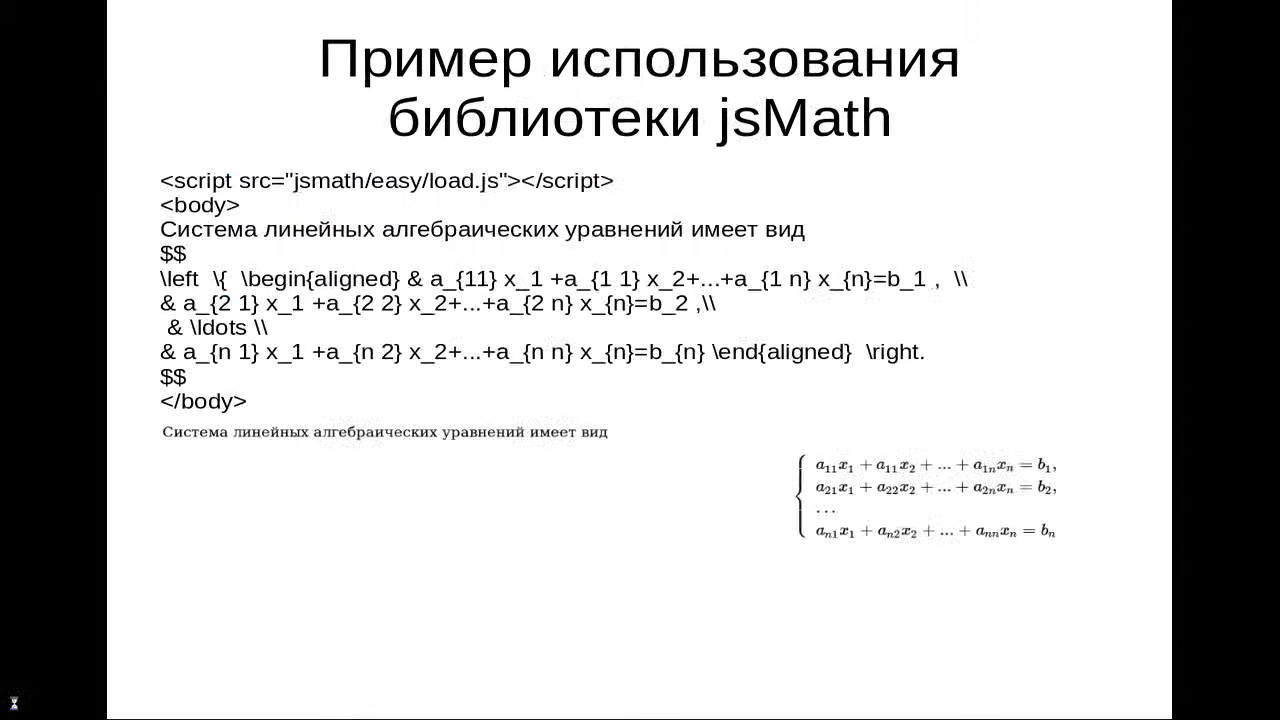 Пример использования
библиотеки jsMath
<script src="jsmath/easy/load.js"></script>
<body>
Система линейных алгебраических уравнений имеет вид
$$
\left  \{  \begin{aligned} & a_{11} x_1 +a_{1 1} x_2+...+a_{1 n} x_{n}=b_1 ,  \\
& a_{2 1} x_1 +a_{2 2} x_2+...+a_{2 n} x_{n}=b_2 ,\\
& \ldots \\
& a_{n 1} x_1 +a_{n 2} x_2+...+a_{n n} x_{n}=b_{n} \end{aligned}  \right.
$$
</body>
Система линейных алгебраических уравнений имеет вид
a₁₁x₁ + a₁₁x₂ + ... + a₁ₙxₙ = b₁,
a₂₁x₁ + a₂₂x₂ + ... + a₂ₙxₙ = b₂,
...
aₙ₁x₁ + aₙ₂x₂ + ... + aₙₙxₙ = bₙ